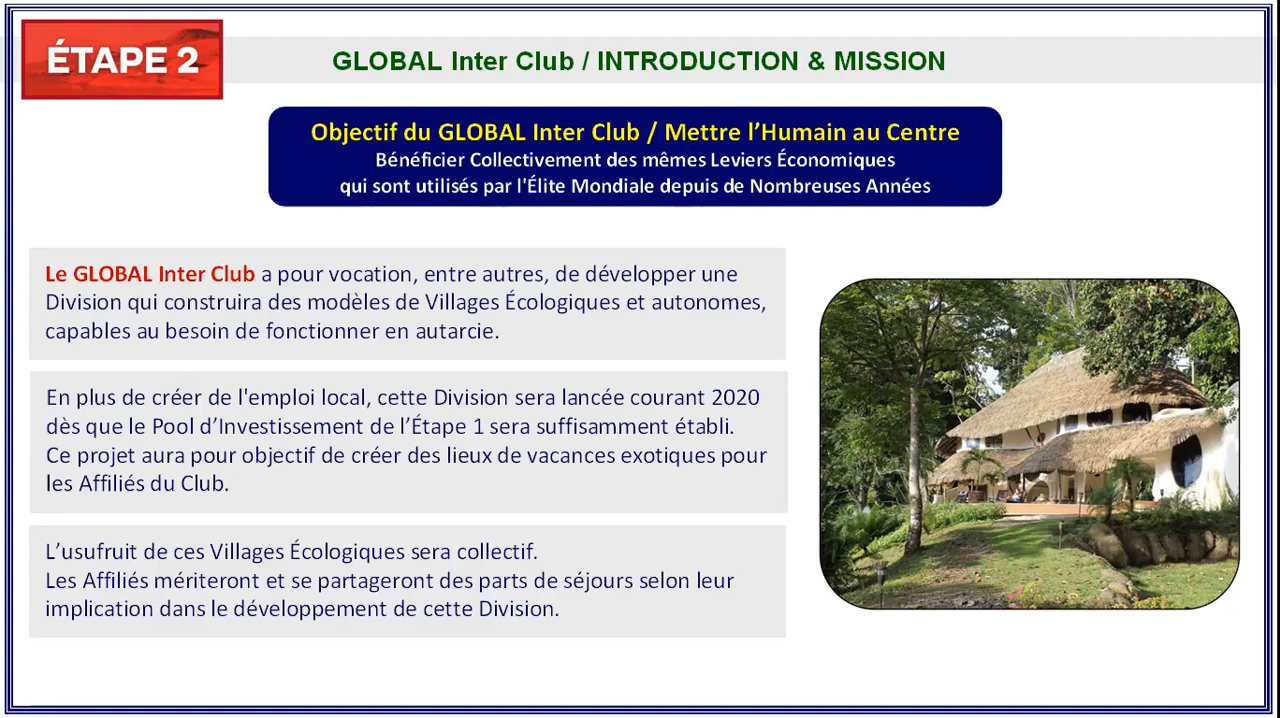 ÉTAPE 2
GLOBAL Inter Club / INTRODUCTION & MISSION
Objectif du GLOBAL Inter Club / Mettre l’Humain au Centre
Bénéficier Collectivement des mêmes Leviers Économiques
qui sont utilisés par l'Élite Mondiale depuis de Nombreuses Années
Le GLOBAL Inter Club a pour vocation, entre autres, de développer une
Division qui construira des modèles de Villages Écologiques et autonomes,
capables au besoin de fonctionner en autarcie.
En plus de créer de l'emploi local, cette Division sera lancée courant 2020
dès que le Pool d’Investissement de l’Étape 1 sera suffisamment établi.
Ce projet aura pour objectif de créer des lieux de vacances exotiques pour
les Affiliés du Club.
L’usufruit de ces Villages Écologiques sera collectif.
Les Affiliés mériteront et se partageront des parts de séjours selon leur
implication dans le développement de cette Division.